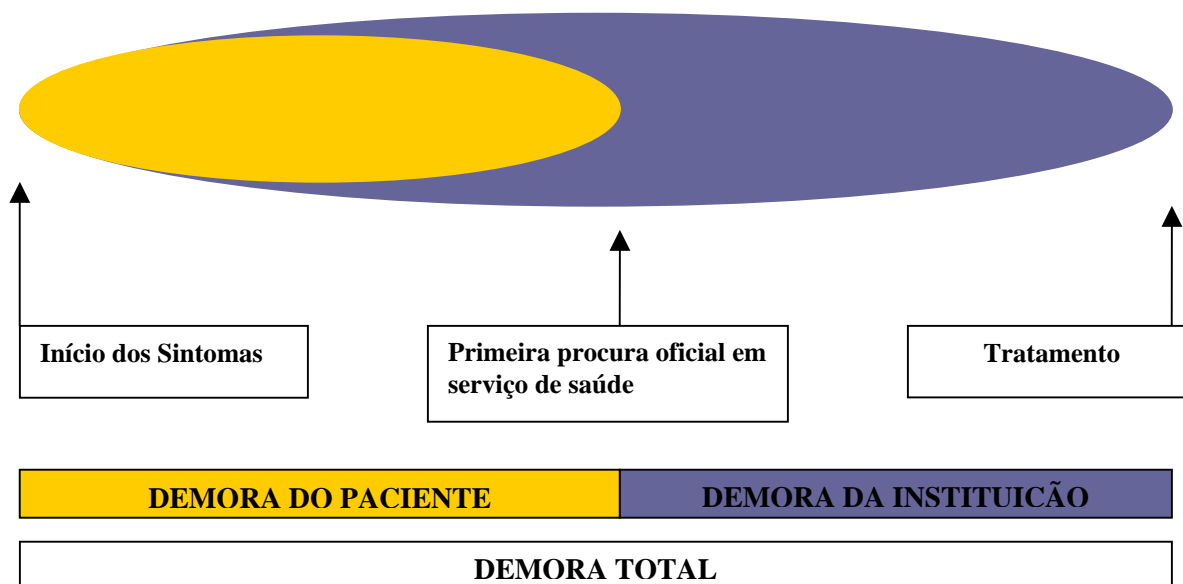 Início dos Sintomas
Primeira procura oficial em
serviço de saúde
Tratamento
DEMORA DO PACIENTE
DEMORA DA INSTITUICÃO
DEMORA TOTAL